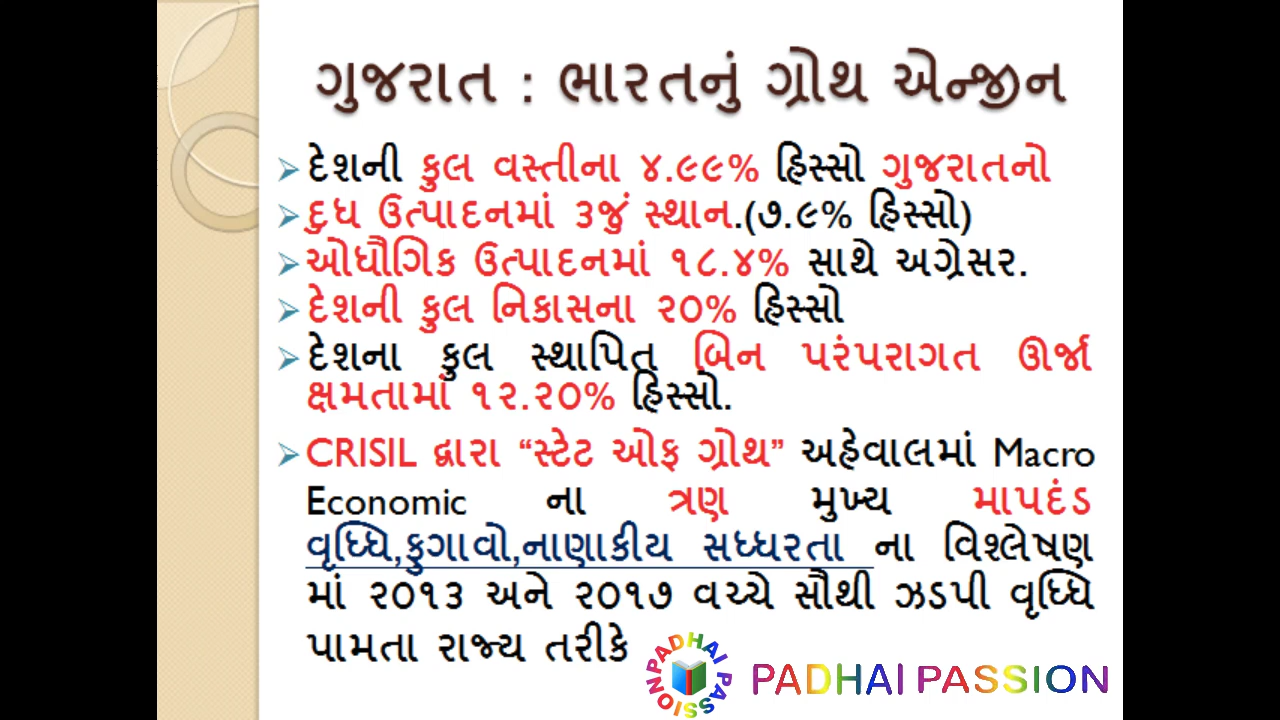 ગુજરાત : ભારતનું ગ્રોથ એન્જીન
દેશની કુલ વસ્તીના ૪.૯૯% હિસ્સો ગુજરાતનો
દુધ ઉત્પાદનમાં ૩જું સ્થાન.(૭.૯% હિસ્સો)
ઓધૌગિક ઉત્પાદનમાં ૧૮.૪% સાથે અગ્રેસર.
દેશની કુલ નિકાસના ૨૦% હિસ્સો
દેશના કુલ સ્થાપિત બિન પરંપરાગત ઊર્જા
ક્ષમતામાં ૧૨.૨૦% હિસ્સો.
CRISIL દ્વારા “સ્ટેટ ઓફ ગ્રોથ” અહેવાલમાં Macro
Economic ના ત્રણ મુખ્ય માપદંડ
વૃધ્ધિ,ફુગાવો,નાણાકીય સધ્ધરતા ના વિશ્લેષણ
માં ૨૦૧૩ અને ૨૦૧૭ વચ્ચે સૌથી ઝડપી વૃધ્ધિ
પામતા રાજ્ય તરીકે
PADHAI PASSION
PADHAI PASSION